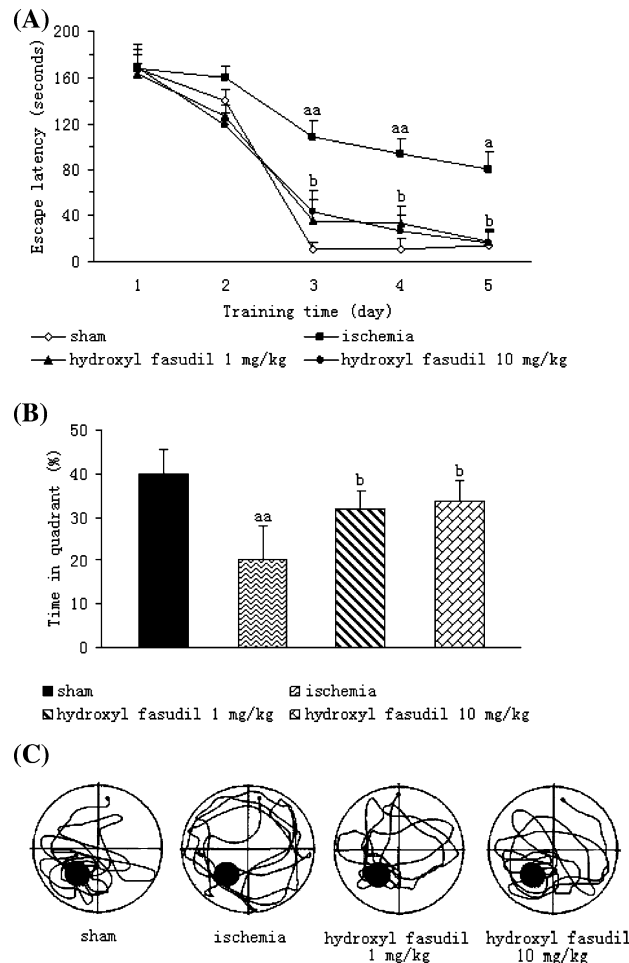 (A)
200
160
120
80
40
0
Escape latency (seconds)
aa
aa
a
b
b
b
1 2 3 4 5
Training time (day)
sham ischemia
hydroxyl fasudil 1 mg/kg hydroxyl fasudil 10 mg/kg
(B)
50
40
30
20
10
0
Time in quadrant (%)
aa
b
b
sham ischemia
hydroxyl fasudil 1 mg/kg hydroxyl fasudil 10 mg/kg
(C)
sham ischemia hydroxyl fasudil hydroxyl fasudil
1 mg/kg 10 mg/kg